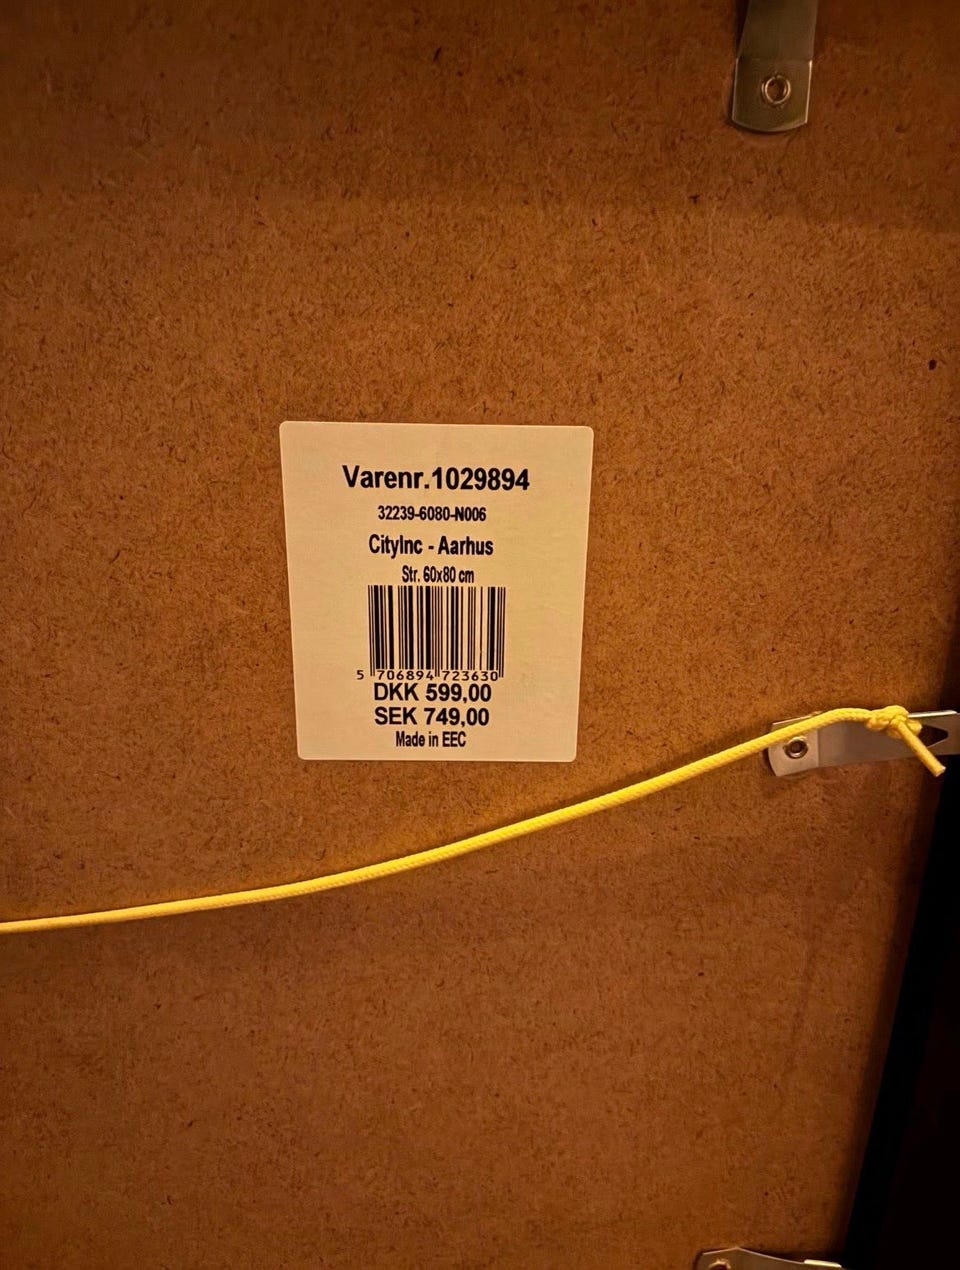 Varenr.1029894
32239-6080-N006
CityInc - Aarhus
Str. 60x80 cm
5 706894 723630
DKK 599,00
SEK 749,00
Made in EEC